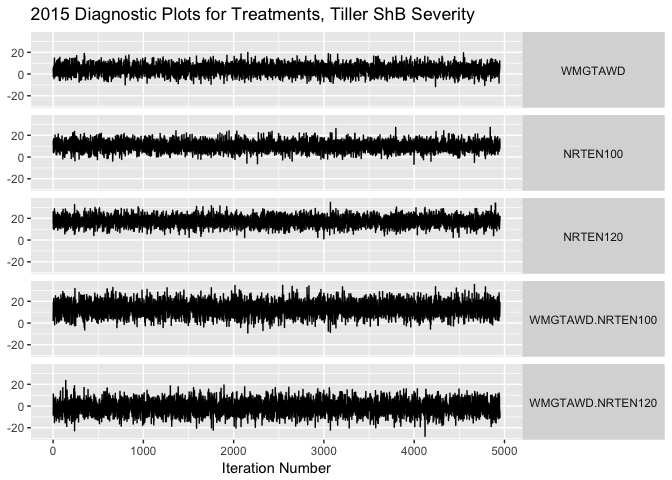 2015 Diagnostic Plots for Treatments, Tiller ShB Severity
20
0
-20
WMGTAWD
20
0
-20
NRTEN100
20
0
-20
NRTEN120
20
0
-20
WMGTAWD.NRTEN100
20
0
-20
WMGTAWD.NRTEN120
0 1000 2000 3000 4000 5000
Iteration Number